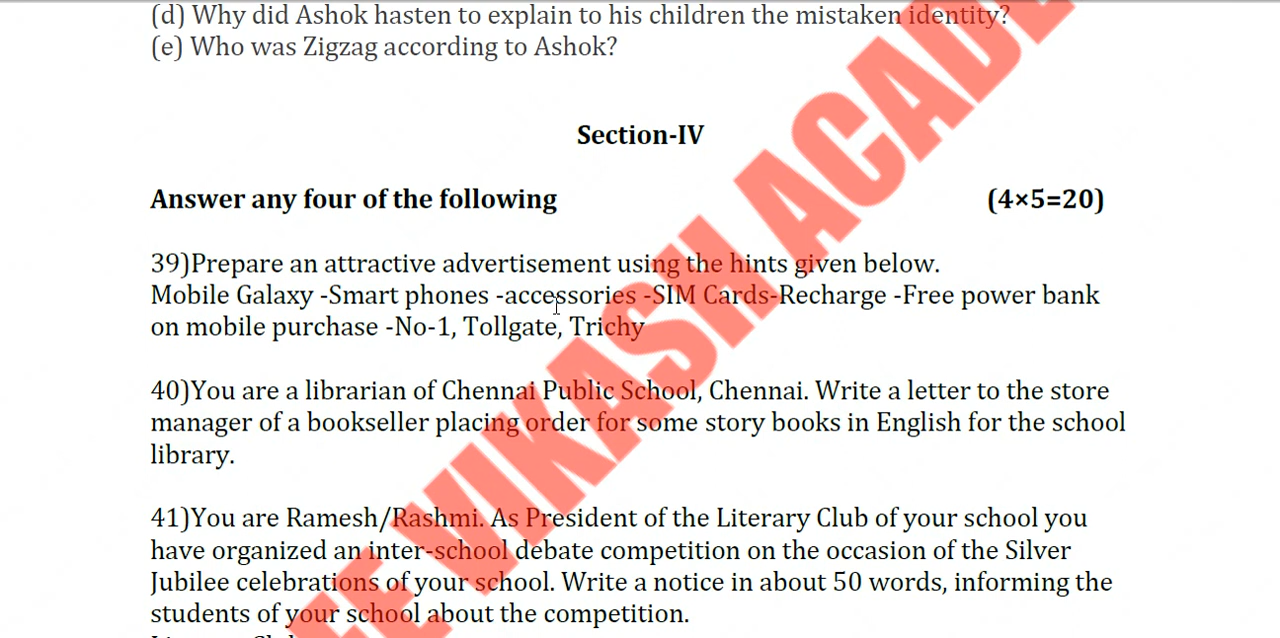 (d) Why did Ashok hasten to explain to his children the mistaken identity?
(e) Who was Zigzag according to Ashok?
Section-IV
Answer any four of the following (4×5=20)
39)Prepare an attractive advertisement using the hints given below.
Mobile Galaxy -Smart phones -accessories -SIM Cards-Recharge -Free power bank
on mobile purchase -No-1, Tollgate, Trichy
40)You are a librarian of Chennai Public School, Chennai. Write a letter to the store
manager of a bookseller placing order for some story books in English for the school
library.
41)You are Ramesh/Rashmi. As President of the Literary Club of your school you
have organized an inter-school debate competition on the occasion of the Silver
Jubilee celebrations of your school. Write a notice in about 50 words, informing the
students of your school about the competition.
VIKASH